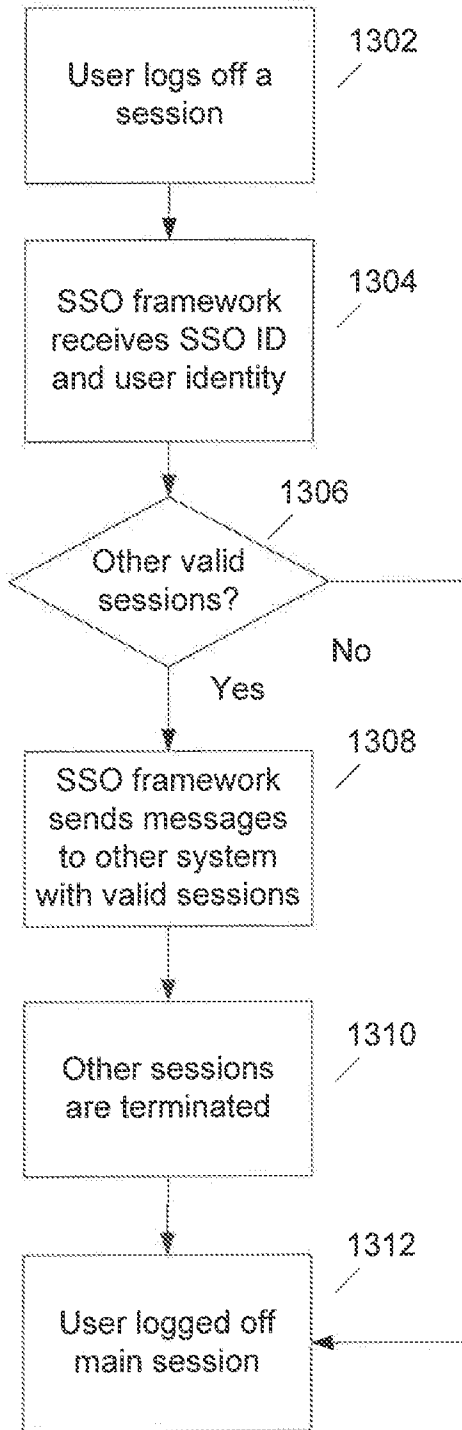 1302
User logs off a
session
1304
SSO framework
receives SSO ID
and user identity
1306
Other valid
sessions?
No
Yes
1308
SSO framework
sends messages
to other system
with valid sessions
1310
Other sessions
are terminated
1312
User logged off
main session